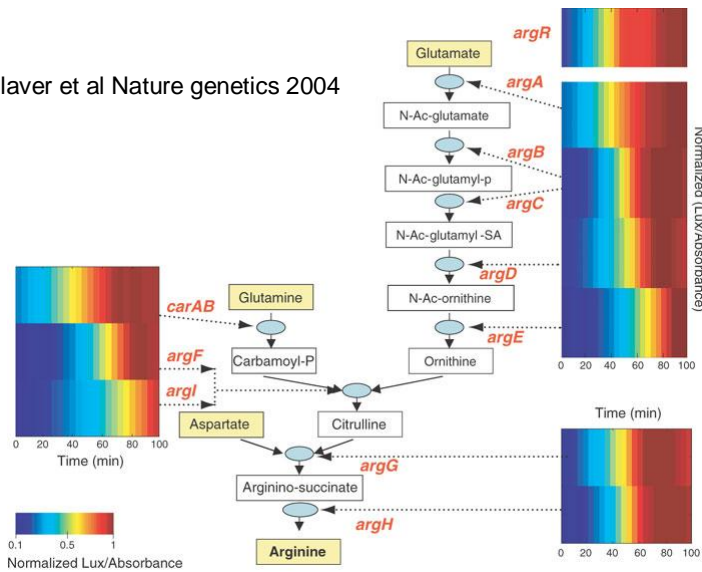 laver et al Nature genetics 2004
argR
Glutamate
argA
N-Ac-glutamate
argB
N-Ac-glutamyl-p
argC
N-Ac-glutamyl -SA
argD
N-Ac-ornithine
argE
Ornithine
Normalized (Lux/Absorbance)
0 20 40 60 80 100
Time (min)
carAB
Glutamine
argF
Carbamoyl-P
argI
Aspartate
Citrulline
0 20 40 60 80 100
Time (min)
argG
Arginino-succinate
argH
Arginine
0.1 0.5 1
Normalized Lux/Absorbance
0 20 40 60 80 100